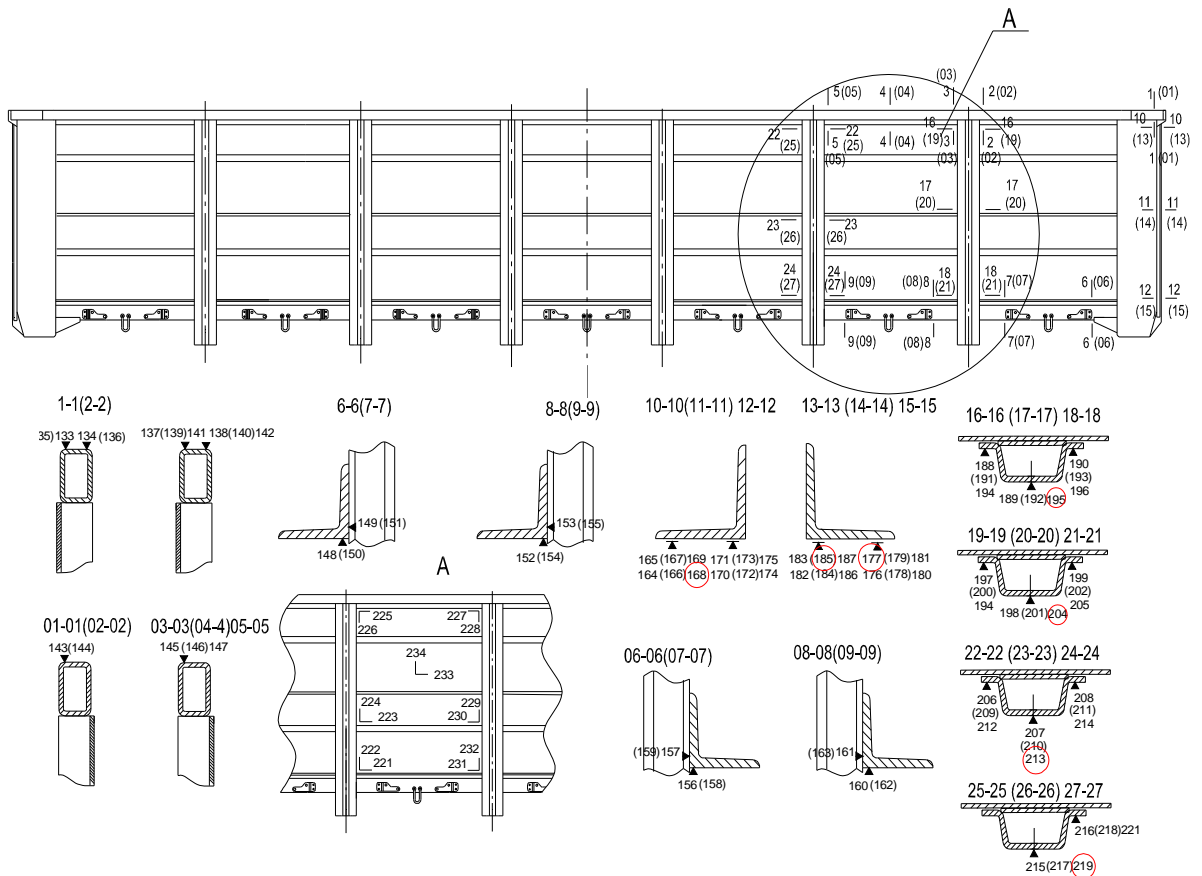 A
(03)
5 (05) 4 (04) 3 2 (02) 1 (01)
22 22 16 16 10 10
(25) 5 (25) 4 (04) (19) 3 2 (19) (13) (13)
(05) (03) (02) 1 (01)
17 17
(20) (20)
11 11
(14) (14)
23 23
(26) (26)
24 24 18 18
(27) (27) 9 (09) (08) 8 (21) (21) 7 (07) 6 (06) 12 12
(15) (15)
9 (09) (08) 8 7 (07) 6 (06)
1-1(2-2)
35) 133 134 (136)
137 (139) 141 138 (140) 142
6-6(7-7)
149 (151)
148 (150)
8-8(9-9)
153 (155)
152 (154)
10-10(11-11) 12-12
165 (167)169 171 (173) 175
164 (166) 168 170 (172) 174
13-13 (14-14) 15-15
183 (185) 187 177 (179) 181
182 (184) 186 176 (178) 180
16-16 (17-17) 18-18
188 190
(191) (193)
194 196
189 (192) 195
19-19 (20-20) 21-21
197 199
(200) (202)
194 205
198 (201) 204
01-01(02-02)
143(144)
03-03(04-4)05-05
145 (146)147
A
225 227
226 228
234
233
224 229
223 230
222 232
221 231
06-06(07-07)
(159) 157
156 (158)
08-08(09-09)
(163) 161
160 (162)
22-22 (23-23) 24-24
206 208
(209) (211)
212 214
207
(210)
213
25-25 (26-26) 27-27
216 (218) 221
215 (217) 219